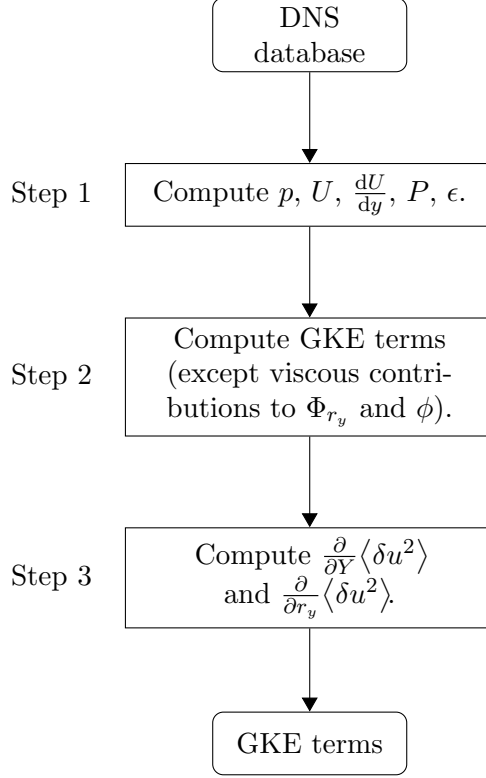 DNS
database
Step 1
Compute p, U, dU/dy, P, ϵ.
Step 2
Compute GKE terms
(except viscous contri-
butions to Φ_{r_y} and ϕ).
Step 3
Compute ∂/∂Y ⟨δu²⟩
and ∂/∂r_y ⟨δu²⟩.
GKE terms